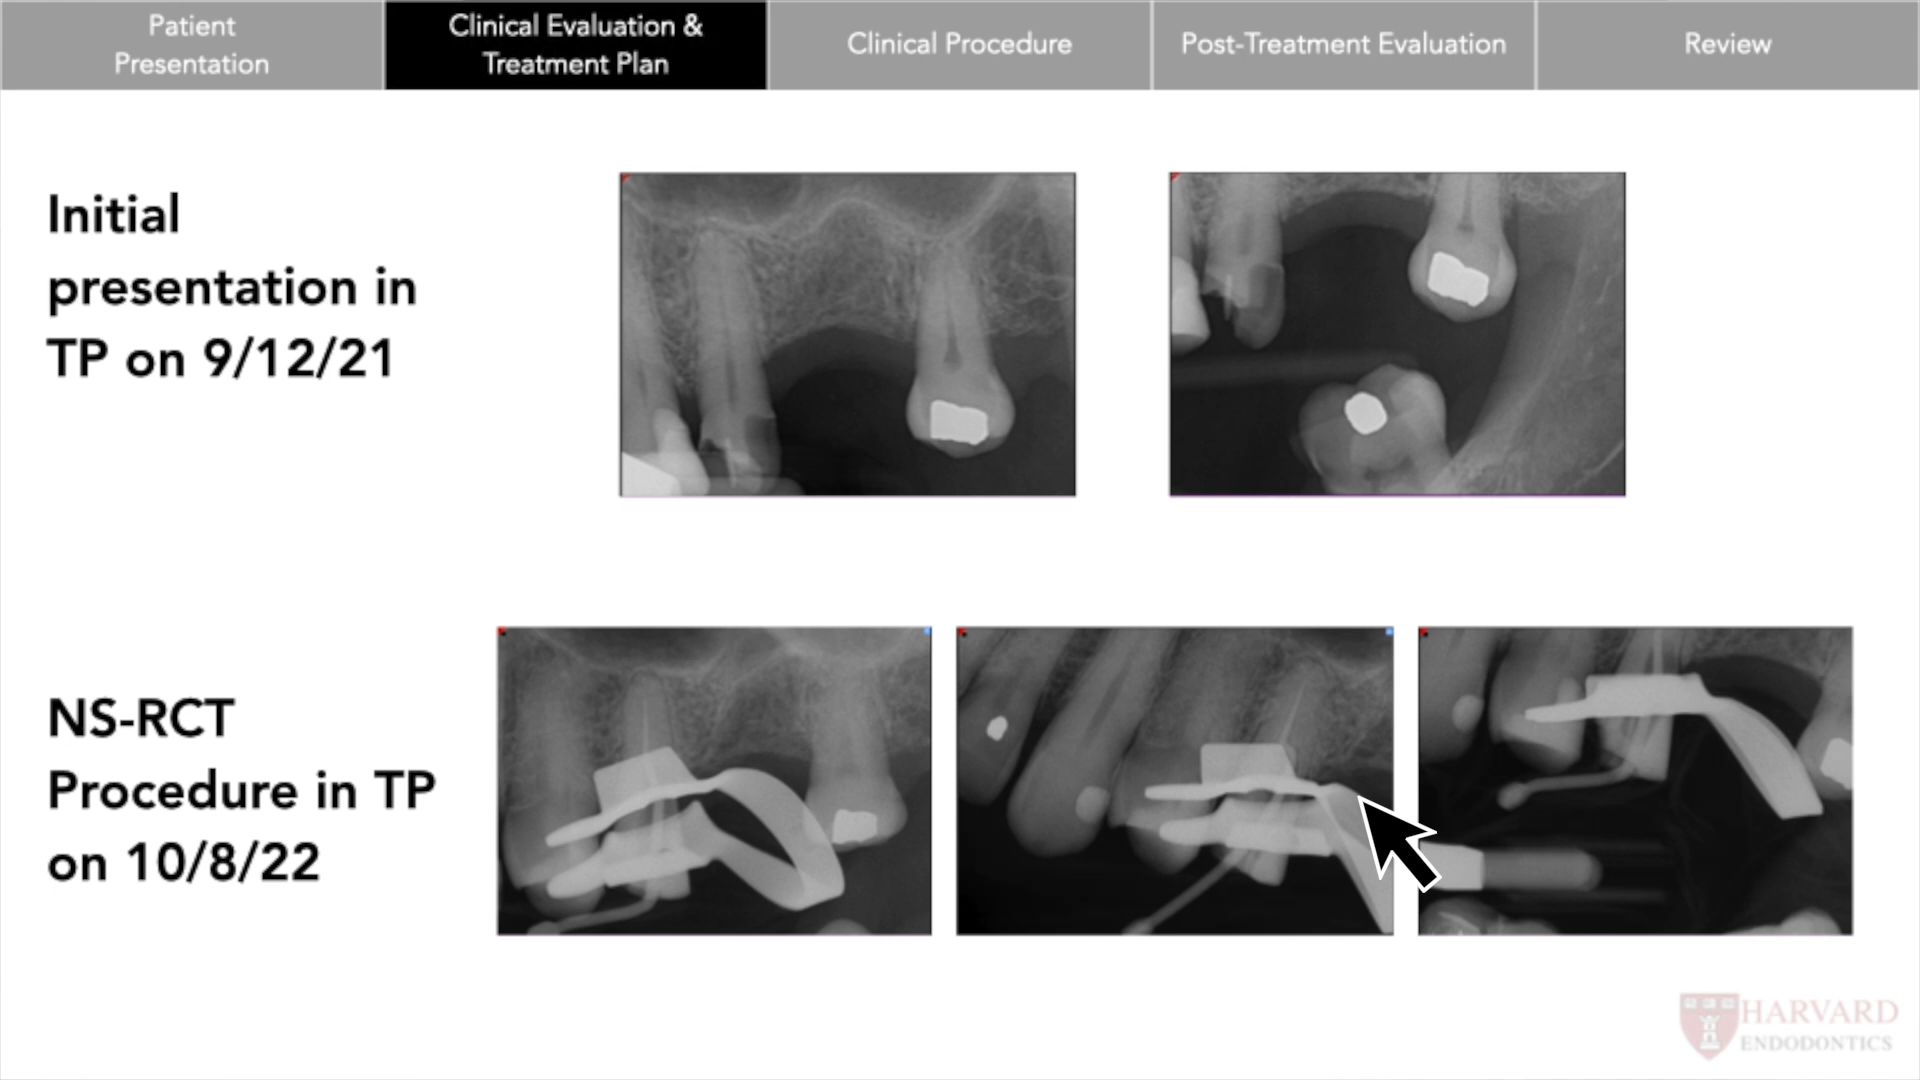 Patient
Presentation
Clinical Evaluation &
Treatment Plan
Clinical Procedure
Post-Treatment Evaluation
Review
Initial
presentation in
TP on 9/12/21
NS-RCT
Procedure in TP
on 10/8/22
HARVARD
ENDODONTICS